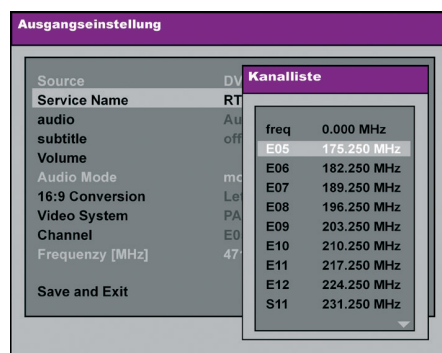 Ausgangseinstellung
Source DV
Service Name RT
audio Au
subtitle off
Volume
Audio Mode mo
16:9 Conversion Let
Video System PA
Channel E0
Frequenzy [MHz] 47
Save and Exit
Kanalliste
freq 0.000 MHz
E05 175.250 MHz
E06 182.250 MHz
E07 189.250 MHz
E08 196.250 MHz
E09 203.250 MHz
E10 210.250 MHz
E11 217.250 MHz
E12 224.250 MHz
S11 231.250 MHz